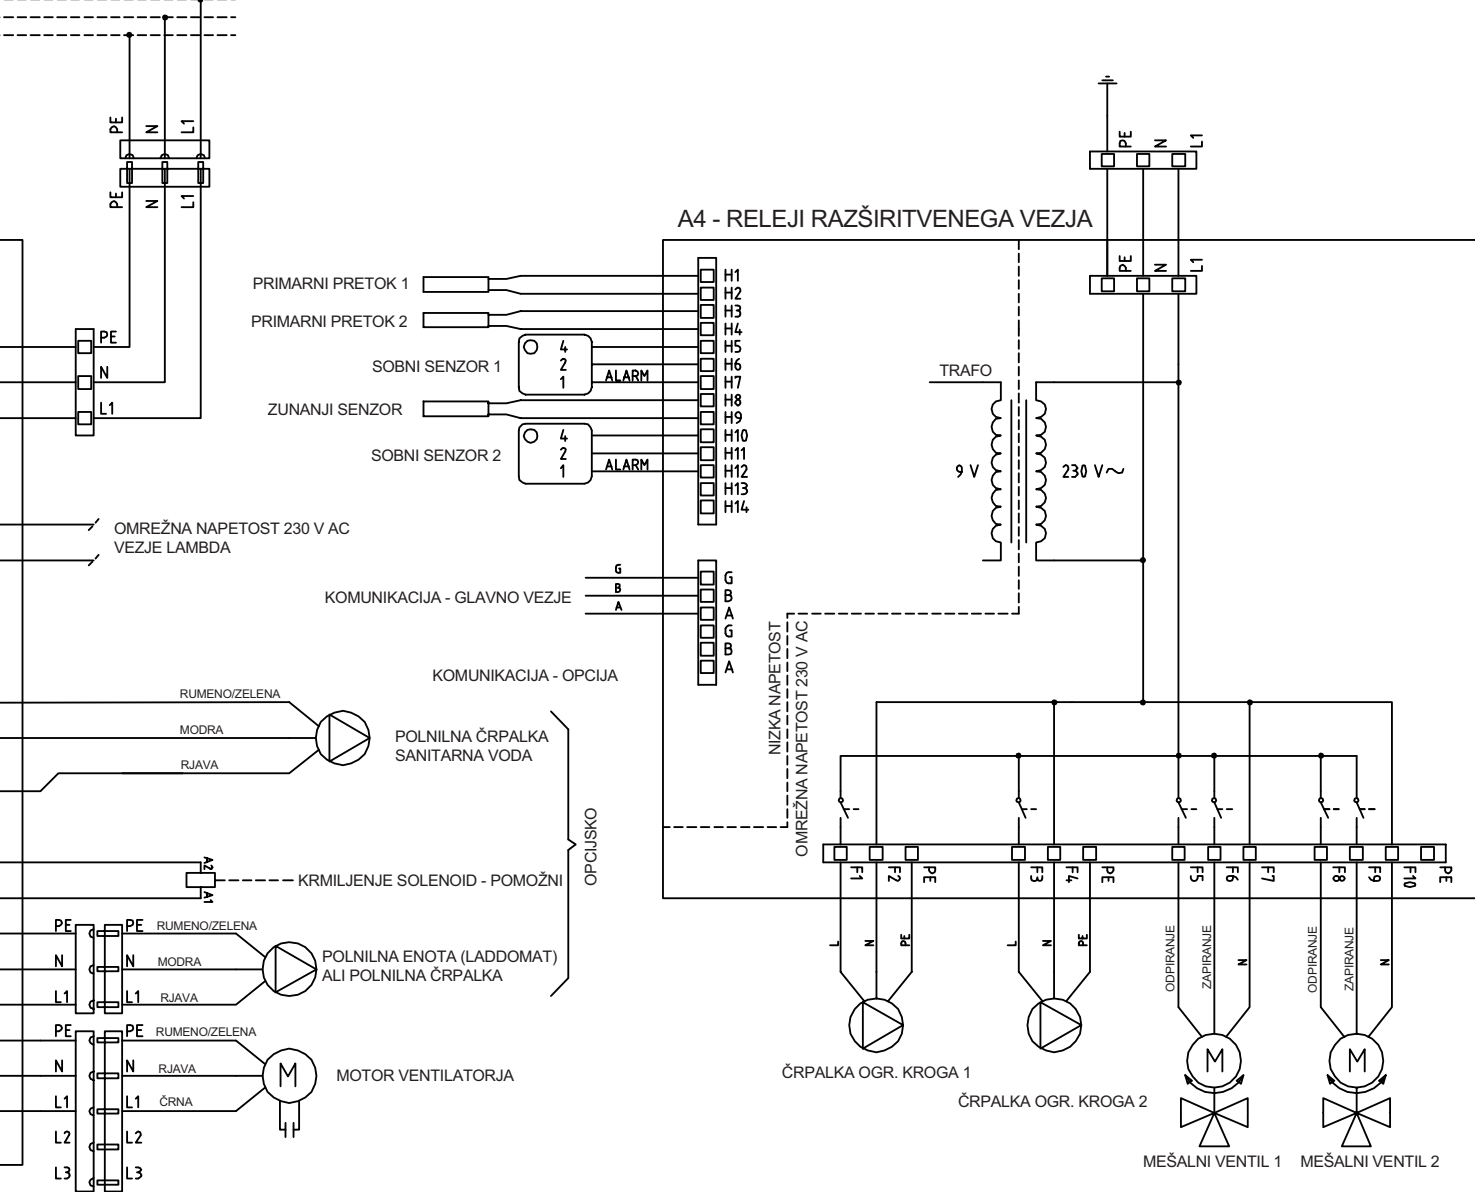 PE N L1
PE N L1
PE
N
L1
OMREŽNA NAPETOST 230 V AC
VEZJE LAMBDA
A4 - RELEJI RAZŠIRITVENEGA VEZJA
PE N L1
PE N L1
PRIMARNI PRETOK 1
PRIMARNI PRETOK 2
SOBNI SENZOR 1
4
2
1
ALARM
ZUNANJI SENZOR
SOBNI SENZOR 2
4
2
1
ALARM
H1
H2
H3
H4
H5
H6
H7
H8
H9
H10
H11
H12
H13
H14
TRAFO
9 V
230 V~
KOMUNIKACIJA - GLAVNO VEZJE
G
B
A
G
B
A
G
B
A
KOMUNIKACIJA - OPCIJA
NIZKA NAPETOST
OMREŽNA NAPETOST 230 V AC
RUMENO/ZELENA
MODRA
RJAVA
POLNILNA ČRPALKA
SANITARNA VODA
OPCIJSKO
A2
A1
KRMILJENJE SOLENOID - POMOŽNI
PE PE RUMENO/ZELENA
N N MODRA
L1 L1 RJAVA
POLNILNA ENOTA (LADDOMAT)
ALI POLNILNA ČRPALKA
PE PE RUMENO/ZELENA
N N RJAVA
L1 L1 ČRNA
L2 L2
L3 L3
M
MOTOR VENTILATORJA
F1 F2 PE F3 F4 PE F5 F6 F7 F8 F9 F10 PE
L N PE
L N PE
ODPIRANJE ZAPIRANJE N
ODPIRANJE ZAPIRANJE N
M
M
ČRPALKA OGR. KROGA 1
ČRPALKA OGR. KROGA 2
MEŠALNI VENTIL 1
MEŠALNI VENTIL 2